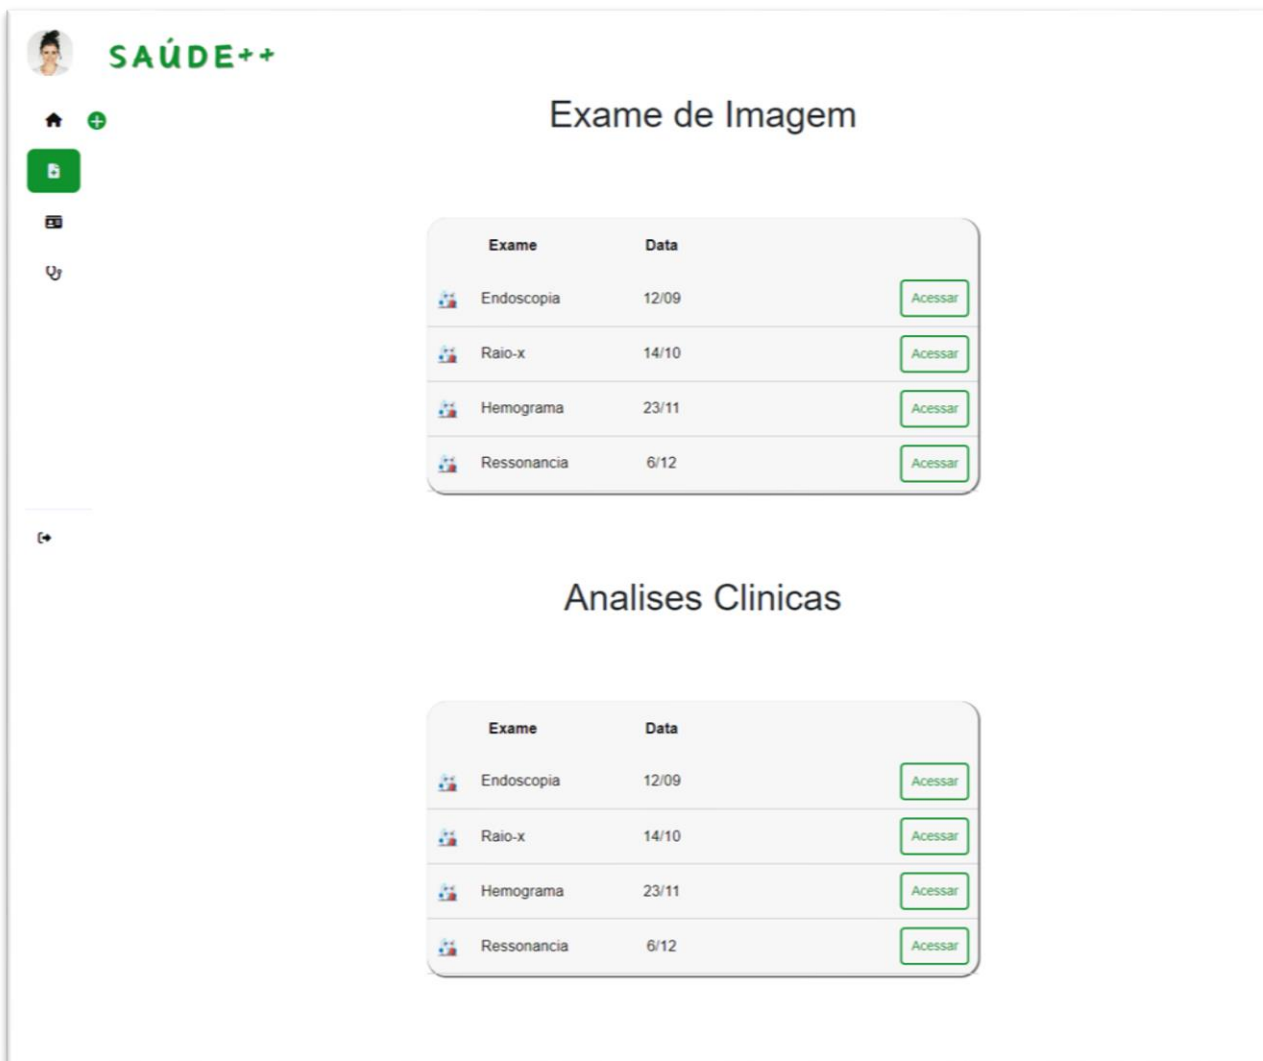 SAÚDE++
Exame de Imagem
Exame Data
Endoscopia 12/09 Acessar
Raio-x 14/10 Acessar
Hemograma 23/11 Acessar
Ressonancia 6/12 Acessar
Analises Clinicas
Exame Data
Endoscopia 12/09 Acessar
Raio-x 14/10 Acessar
Hemograma 23/11 Acessar
Ressonancia 6/12 Acessar